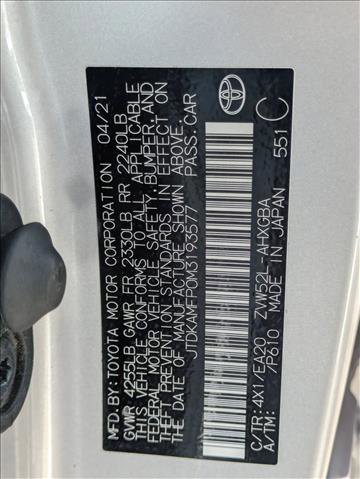 MFD.BY:TOYOTA MOTOR CORPORATION 04/21
GVWR 4255LB GAWR FR 2330LB RR 2240LB
THIS VEHICLE CONFORMS TO ALL APPLICABLE
FEDERAL MOTOR VEHICLE SAFETY, BUMPER, AND
THEFT PREVENTION STANDARDS IN EFFECT ON
THE DATE OF MANUFACTURE SHOWN ABOVE.
JTDKAMFP0M3193577 PASS.CAR
C/TR:4X1/EA20 ZVW52L-AHXGBA
A/TM: /P610 MADE IN JAPAN
551 C
TOYOTA